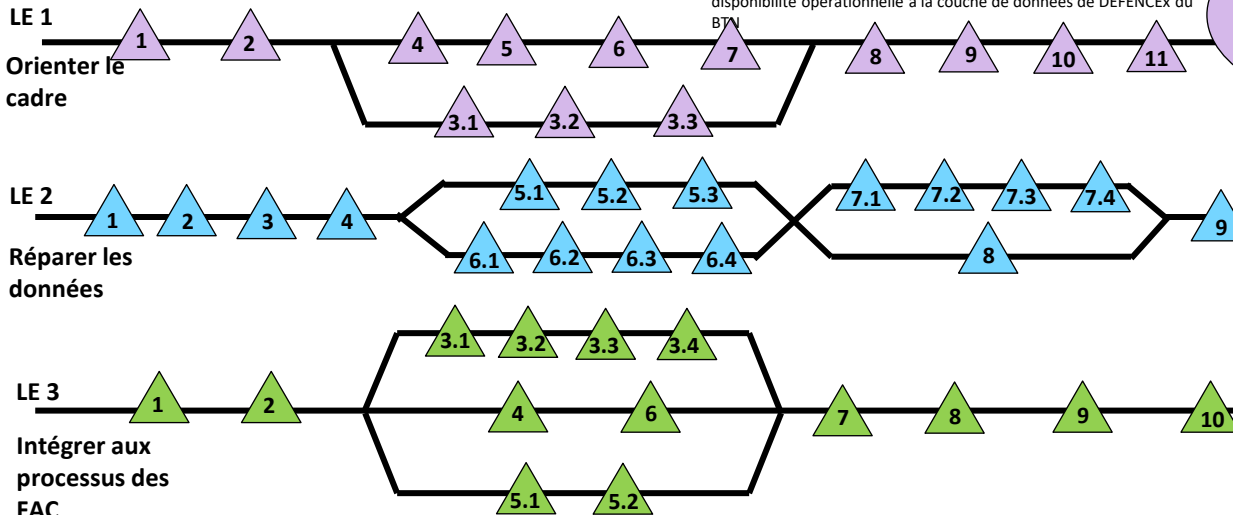 disponibilité opérationnelle à la couche de données de DEFENCEx du
BTN
LE 1
1 2 4 5 6 7 8 9 10 11
Orienter le
cadre
3.1 3.2 3.3
LE 2
5.1 5.2 5.3 7.1 7.2 7.3 7.4
1 2 3 4 9
6.1 6.2 6.3 6.4 8
Réparer les
données
3.1 3.2 3.3 3.4
LE 3
1 2 4 6 7 8 9 10
Intégrer aux
processus des
FAC
5.1 5.2